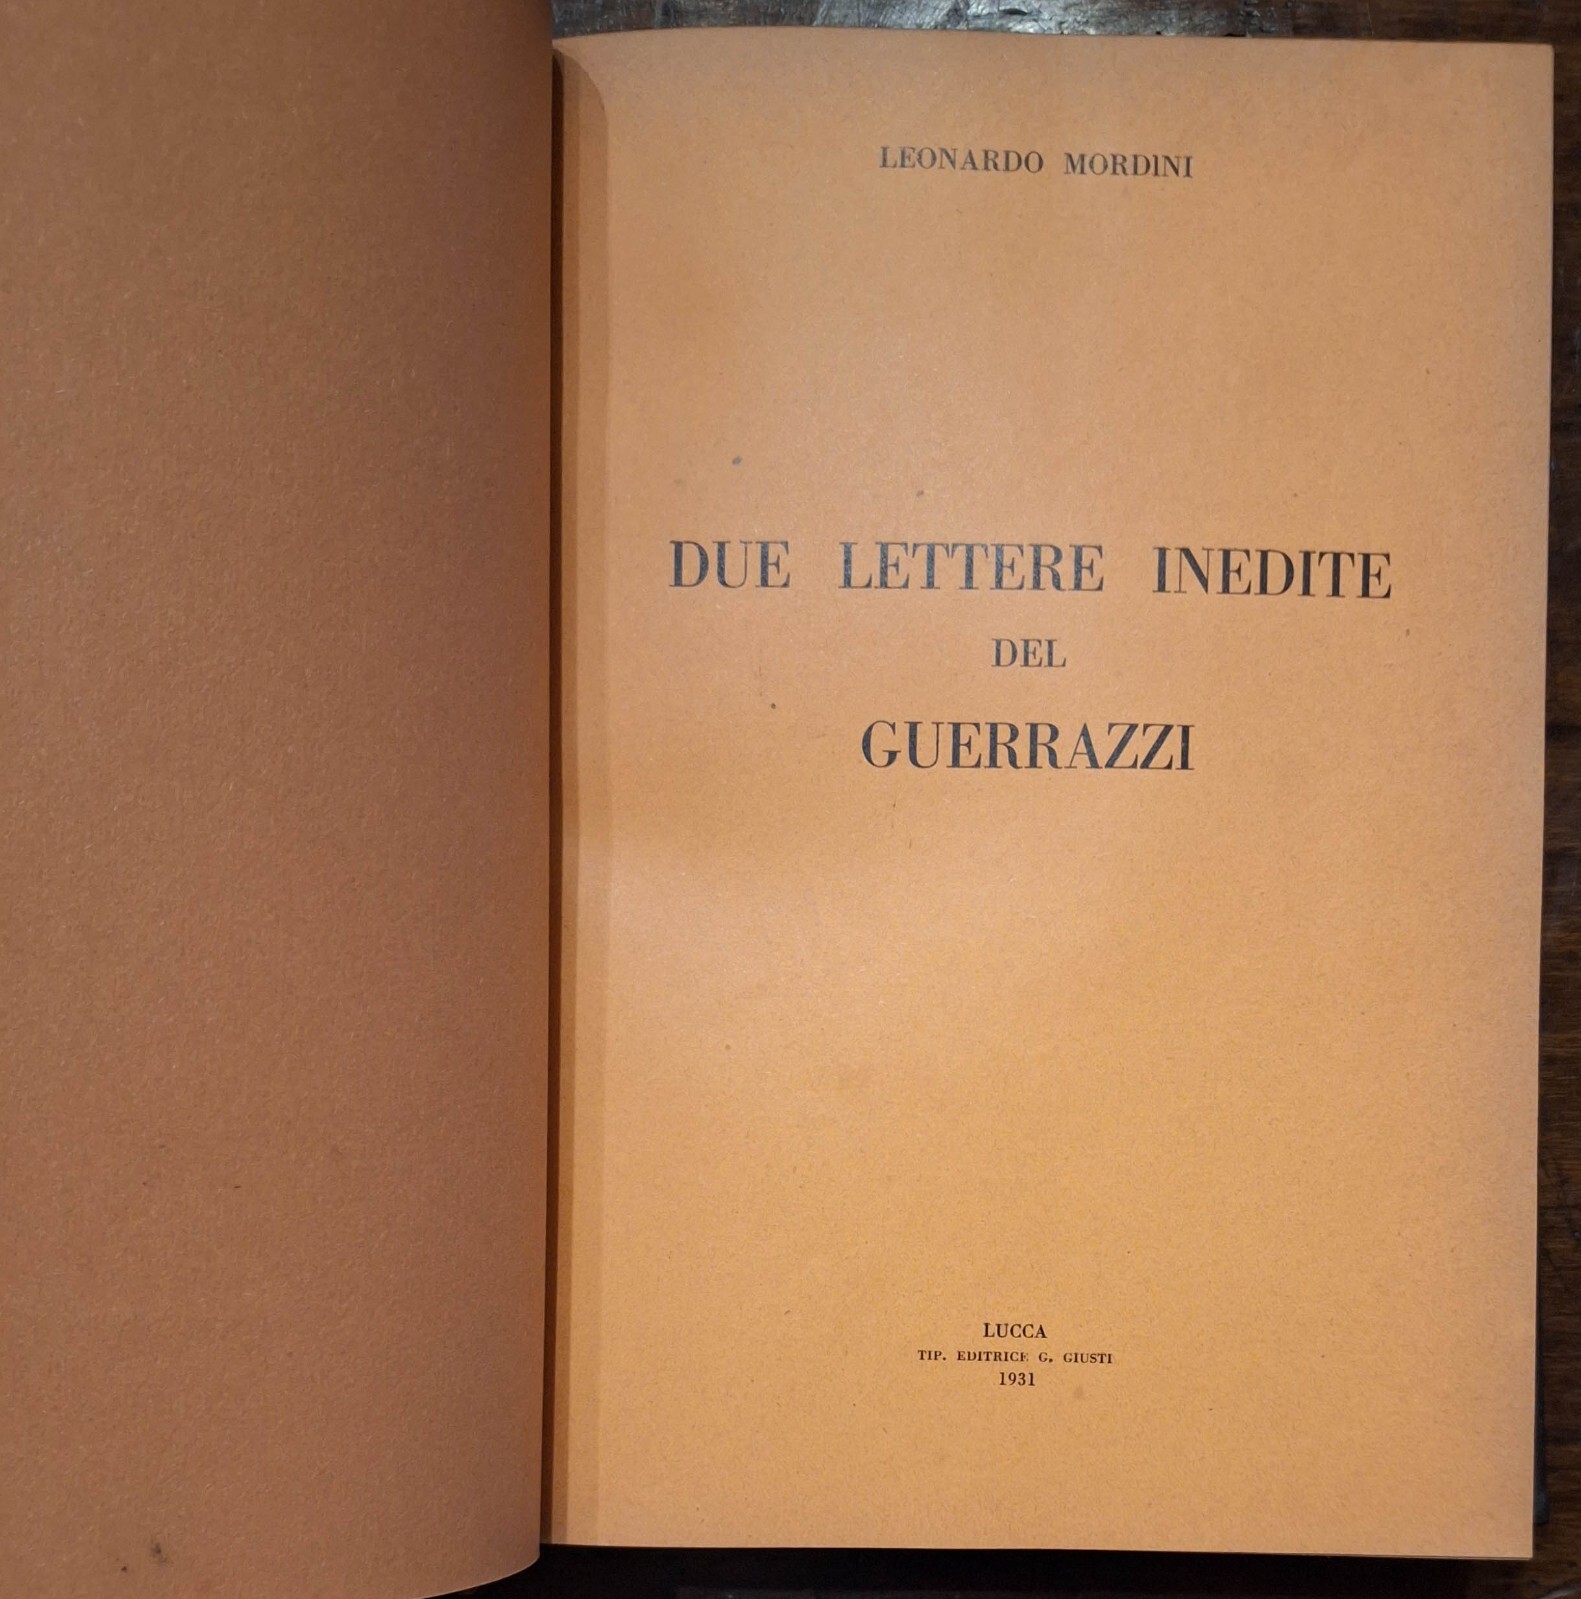 LEONARDO MORDINI
DUE LETTERE INEDITE
DEL
GUERRAZZI
LUCCA
TIP. EDITRICE G. GIUSTI
1931